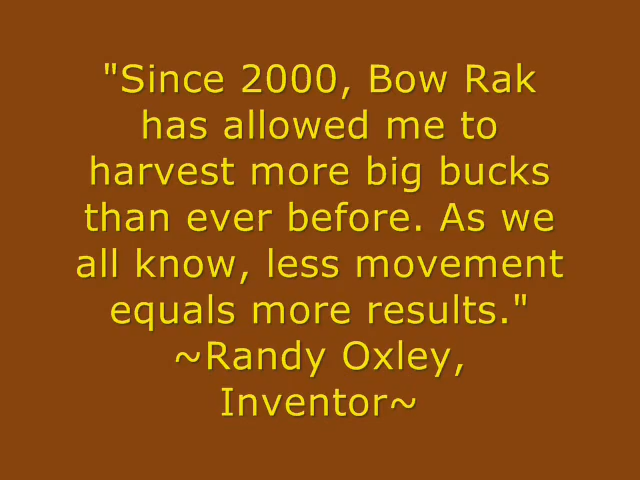 "Since 2000, Bow Rak
has allowed me to
harvest more big bucks
than ever before. As we
all know, less movement
equals more results."
~Randy Oxley,
Inventor~